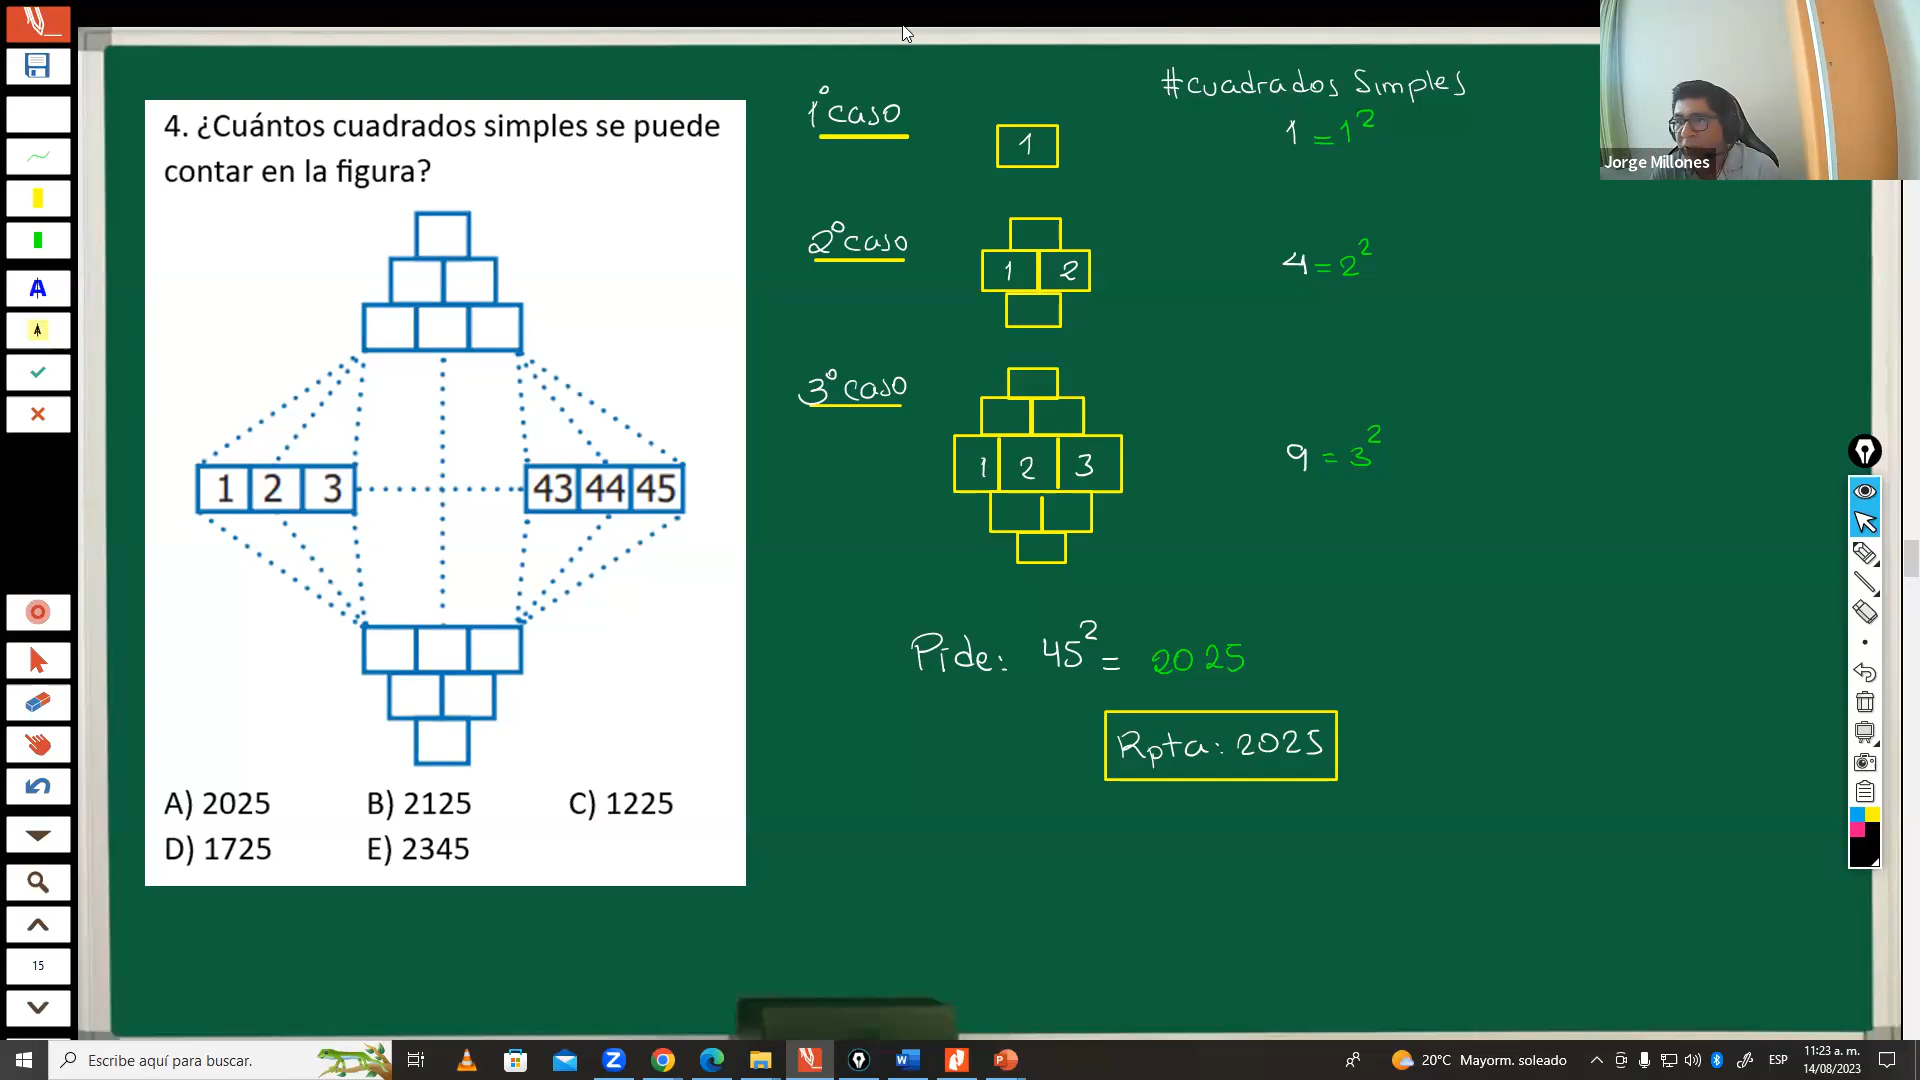 4. ¿Cuántos cuadrados simples se puede
contar en la figura?
1 2 3 43 44 45
A) 2025 B) 2125 C) 1225
D) 1725 E) 2345
#cuadrados Simples
1° caso
1
1 = 1²
2° caso
1 2
4 = 2²
3° caso
1 2 3
9 = 3²
Pide: 45² = 2025
Rpta: 2025
Jorge Millones
A
A
15
Escribe aquí para buscar.
20°C Mayorm. soleado
ESP
11:23 a. m.
14/08/2023